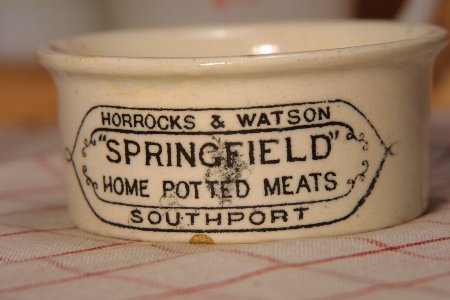 HORROCKS & WATSON
"SPRINGFIELD"
HOME POTTED MEATS
SOUTHPORT